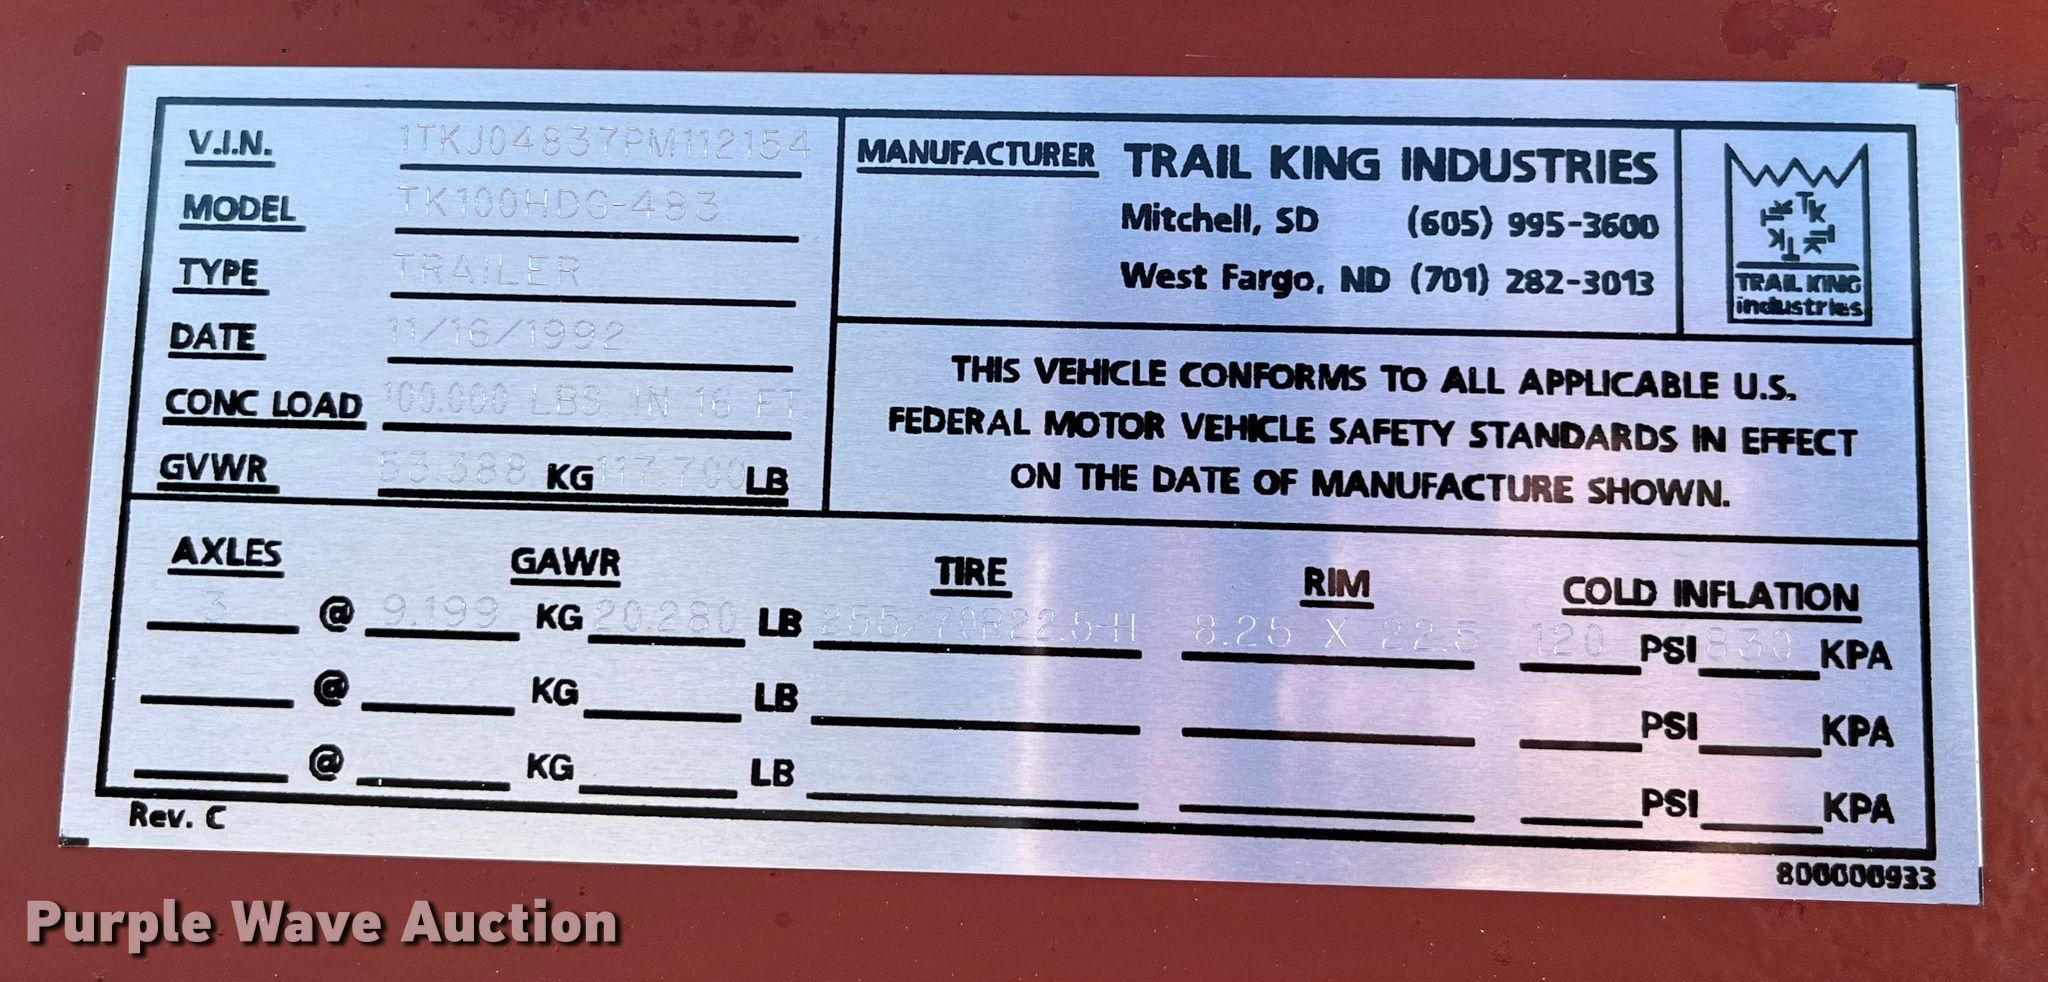 V.I.N. 1TKJ04837PM112154
MODEL TK100HDG-483
TYPE TRAILER
DATE 11/16/1992
CONC LOAD 100.000 LBS. IN 16 FT.
GVWR 53.388 KG 117.700 LB
MANUFACTURER TRAIL KING INDUSTRIES
Mitchell, SD (605) 995-3600
West Fargo, ND (701) 282-3013
TK TK TK TK TK
TRAIL KING
industries
THIS VEHICLE CONFORMS TO ALL APPLICABLE U.S.
FEDERAL MOTOR VEHICLE SAFETY STANDARDS IN EFFECT
ON THE DATE OF MANUFACTURE SHOWN.
AXLES GAWR TIRE RIM COLD INFLATION
3 @ 9.199 KG 20.280 LB 255/70R22.5-H 8.25 X 22.5 120 PSI 830 KPA
@ KG LB PSI KPA
@ KG LB PSI KPA
Rev. C
800000933
Purple Wave Auction